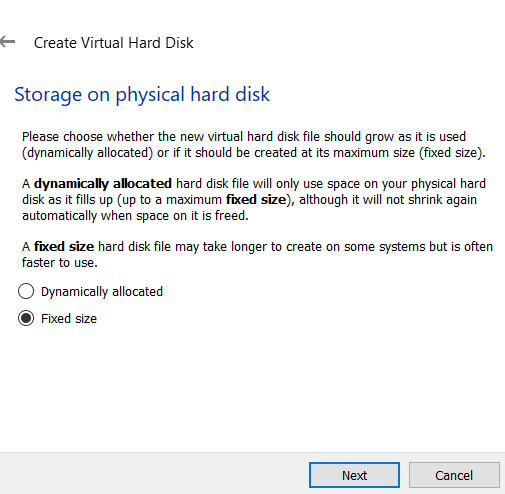 Create Virtual Hard Disk
Storage on physical hard disk
Please choose whether the new virtual hard disk file should grow as it is used
(dynamically allocated) or if it should be created at its maximum size (fixed size).
A dynamically allocated hard disk file will only use space on your physical hard
disk as it fills up (up to a maximum fixed size), although it will not shrink again
automatically when space on it is freed.
A fixed size hard disk file may take longer to create on some systems but is often
faster to use.
Dynamically allocated
Fixed size
Next
Cancel